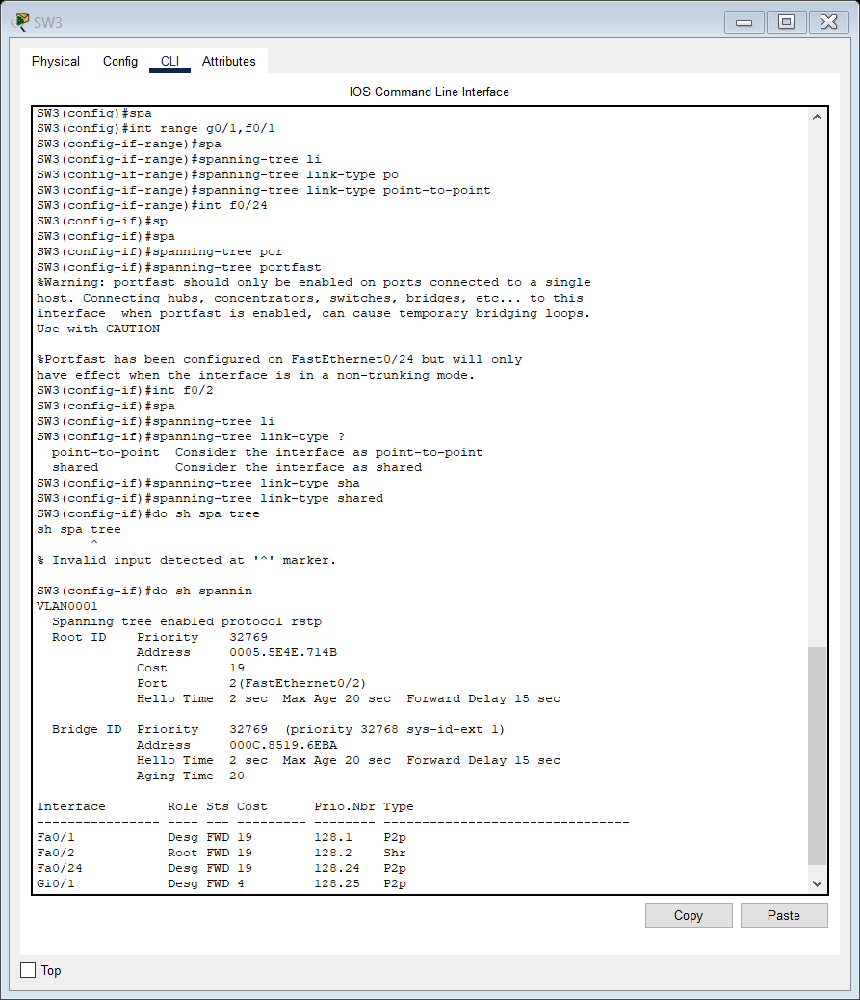 SW3
Physical Config CLI Attributes
IOS Command Line Interface
SW3(config)#spa
SW3(config)#int range g0/1,f0/1
SW3(config-if-range)#spa
SW3(config-if-range)#spanning-tree li
SW3(config-if-range)#spanning-tree link-type po
SW3(config-if-range)#spanning-tree link-type point-to-point
SW3(config-if-range)#int f0/24
SW3(config-if)#sp
SW3(config-if)#spa
SW3(config-if)#spanning-tree por
SW3(config-if)#spanning-tree portfast
%Warning: portfast should only be enabled on ports connected to a single
host. Connecting hubs, concentrators, switches, bridges, etc... to this
interface  when portfast is enabled, can cause temporary bridging loops.
Use with CAUTION

%Portfast has been configured on FastEthernet0/24 but will only
have effect when the interface is in a non-trunking mode.
SW3(config-if)#int f0/2
SW3(config-if)#spa
SW3(config-if)#spanning-tree li
SW3(config-if)#spanning-tree link-type ?
  point-to-point  Consider the interface as point-to-point
  shared          Consider the interface as shared
SW3(config-if)#spanning-tree link-type sha
SW3(config-if)#spanning-tree link-type shared
SW3(config-if)#do sh spa tree
sh spa tree
       ^
% Invalid input detected at '^' marker.

SW3(config-if)#do sh spannin
VLAN0001
  Spanning tree enabled protocol rstp
  Root ID    Priority    32769
             Address     0005.5E4E.714B
             Cost        19
             Port        2(FastEthernet0/2)
             Hello Time  2 sec  Max Age 20 sec  Forward Delay 15 sec

  Bridge ID  Priority    32769  (priority 32768 sys-id-ext 1)
             Address     000C.8519.6EBA
             Hello Time  2 sec  Max Age 20 sec  Forward Delay 15 sec
             Aging Time  20

Interface        Role Sts Cost      Prio.Nbr Type
---------------- ---- --- --------- -------- --------------------------------
Fa0/1            Desg FWD 19        128.1    P2p
Fa0/2            Root FWD 19        128.2    Shr
Fa0/24           Desg FWD 19        128.24   P2p
Gi0/1            Desg FWD 4         128.25   P2p
Copy Paste
Top